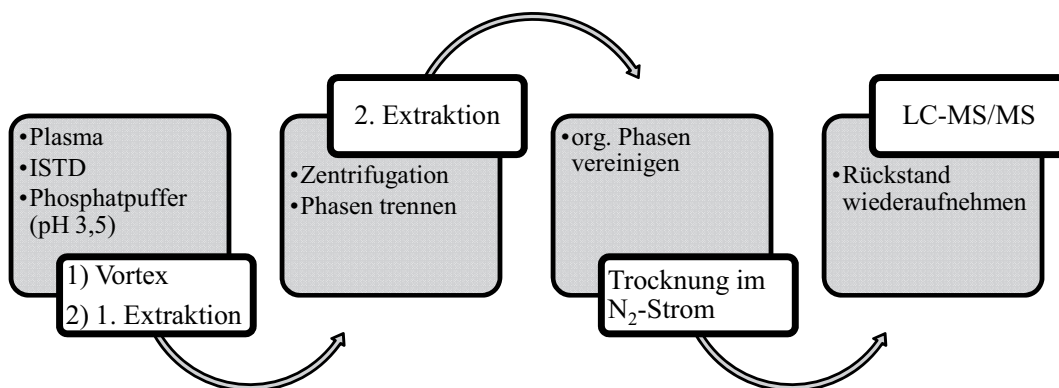 •Plasma
•ISTD
•Phosphatpuffer
(pH 3,5)
1) Vortex
2) 1. Extraktion
2. Extraktion
•Zentrifugation
•Phasen trennen
•org. Phasen
vereinigen
Trocknung im
N₂-Strom
LC-MS/MS
•Rückstand
wiederaufnehmen